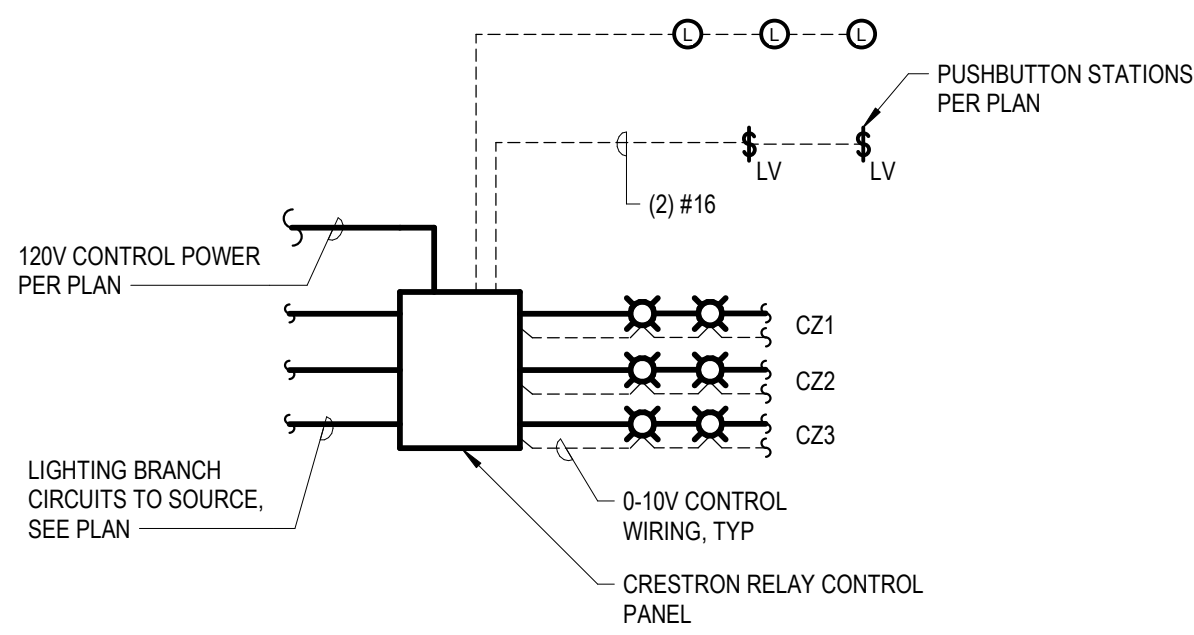 L L L
PUSHBUTTON STATIONS
PER PLAN
$ $
LV LV
(2) #16
120V CONTROL POWER
PER PLAN
CZ1
CZ2
CZ3
LIGHTING BRANCH
CIRCUITS TO SOURCE,
SEE PLAN
0-10V CONTROL
WIRING, TYP
CRESTRON RELAY CONTROL
PANEL